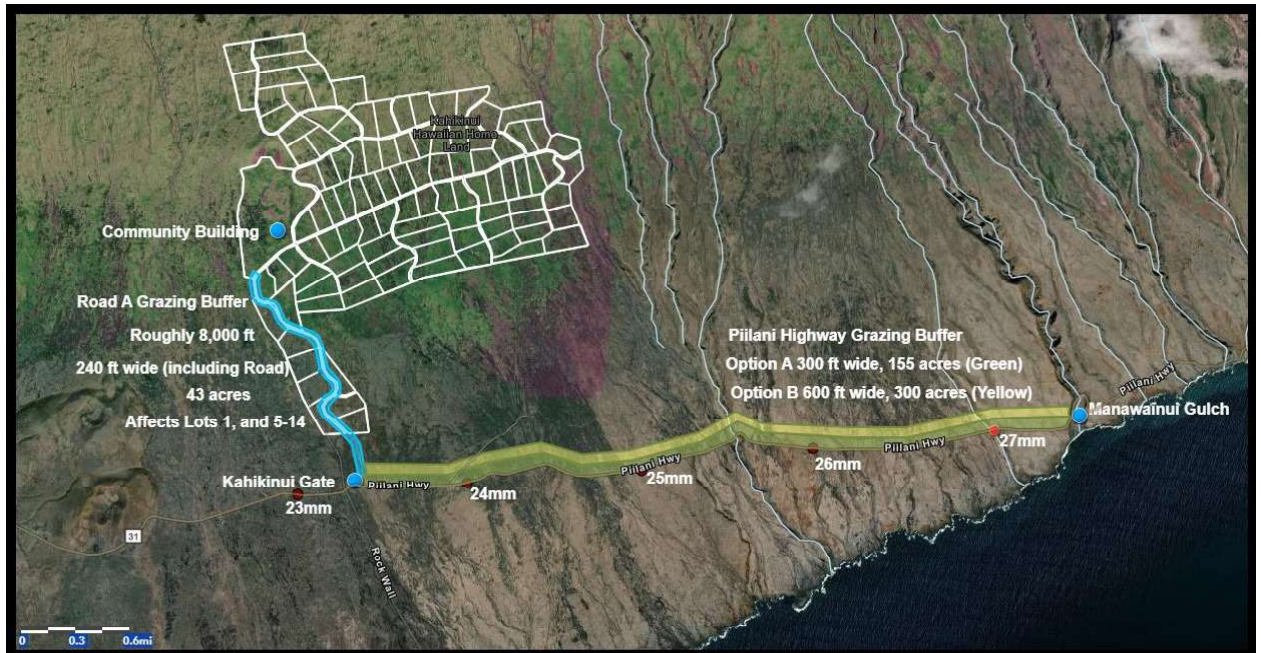 Kahikinui
Hawaiian Home
Land
Community Building
Road A Grazing Buffer
Roughly 8,000 ft
240 ft wide (including Road)
43 acres
Affects Lots 1, and 5-14
Piilani Highway Grazing Buffer
Option A 300 ft wide, 155 acres (Green)
Option B 600 ft wide, 300 acres (Yellow)
Piilani Hwy
Manawainui Gulch
27mm
Piilani Hwy
26mm
Piilani Hwy
25mm
Kahikinui Gate
Piilani Hwy
24mm
23mm
31
Rock Wall
0 0.3 0.6mi